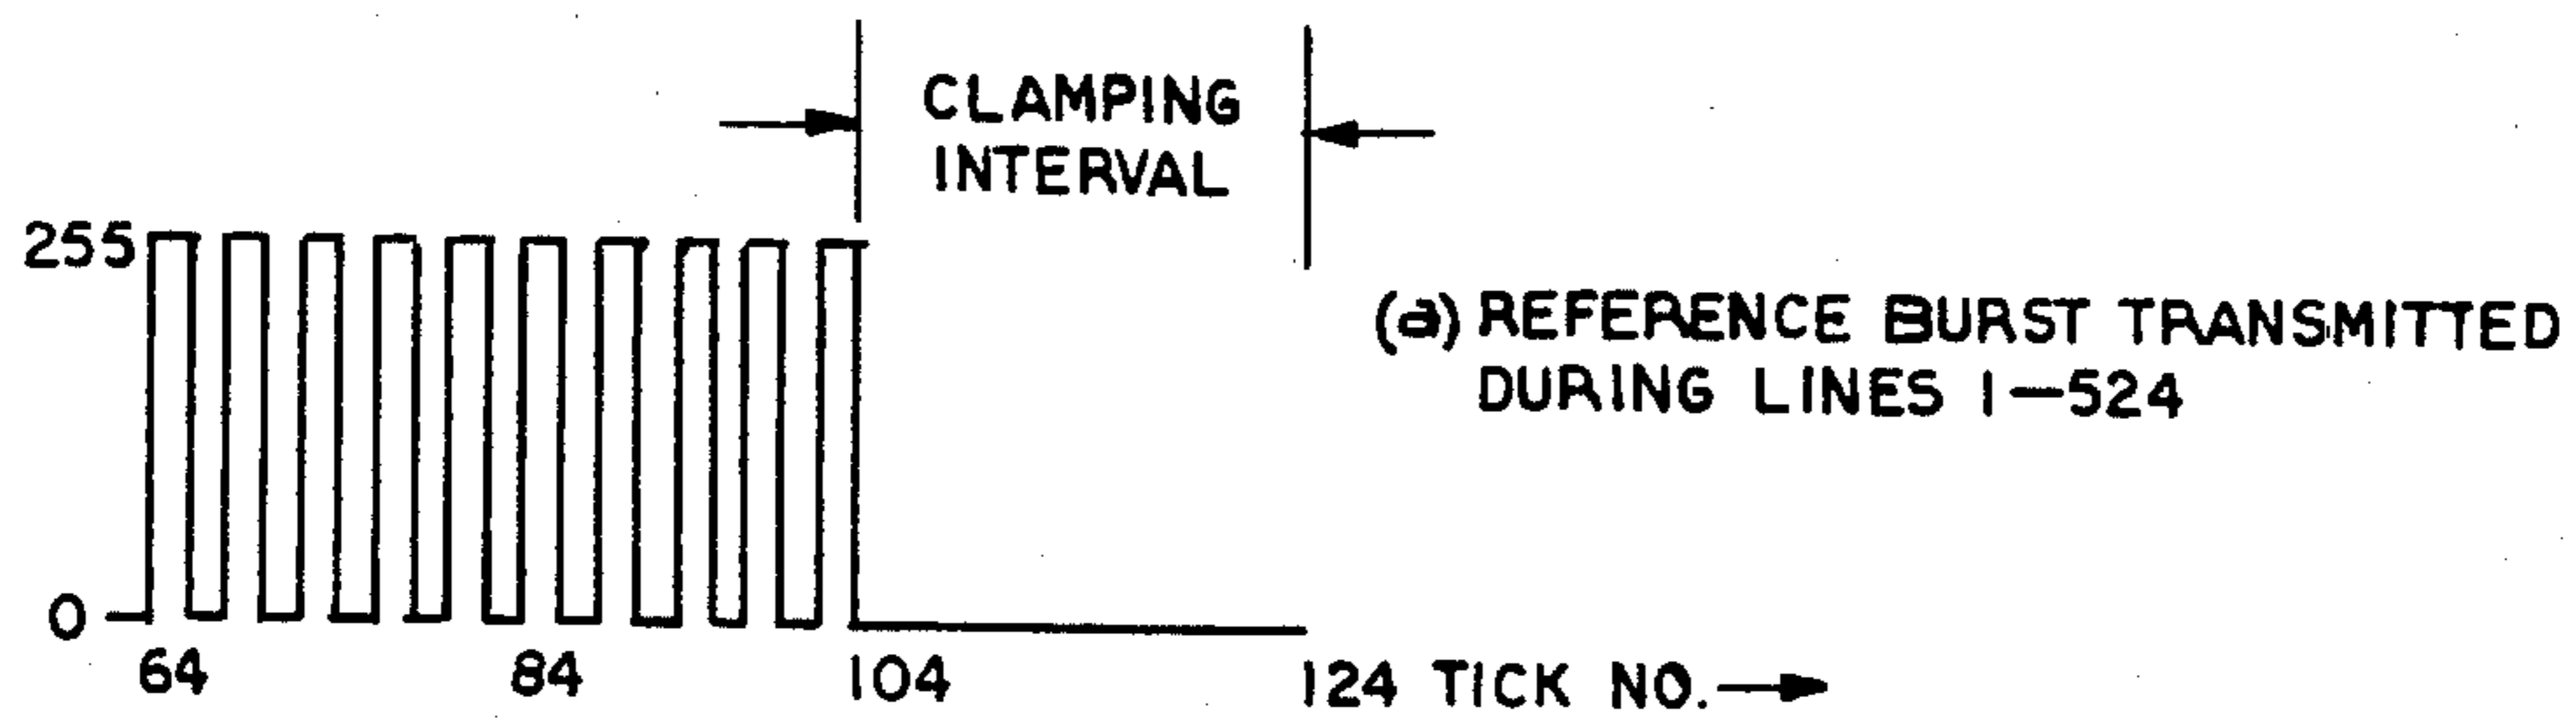 CLAMPING
INTERVAL
255
(a) REFERENCE BURST TRANSMITTED
DURING LINES 1—524
0
64 84 104 124 TICK NO.